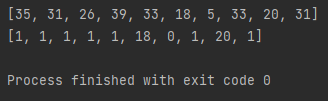 [35, 31, 26, 39, 33, 18, 5, 33, 20, 31]
[1, 1, 1, 1, 1, 18, 0, 1, 20, 1]
Process finished with exit code 0